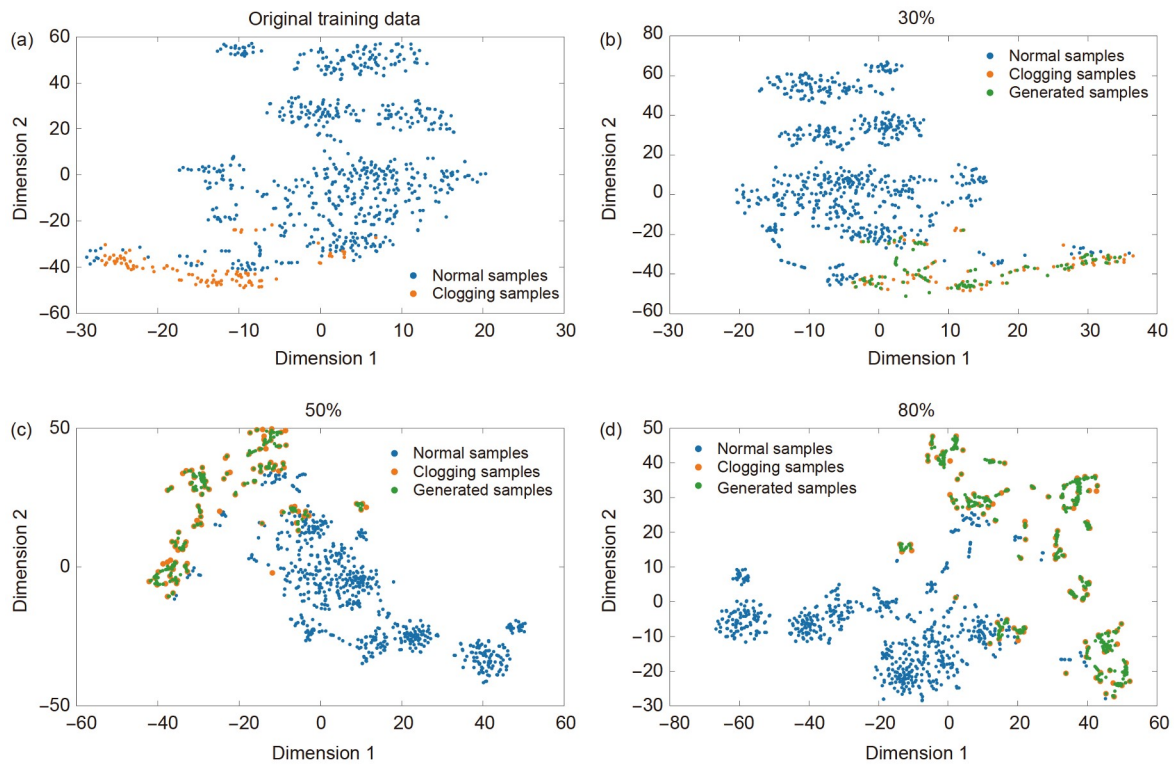 Original training data
(a)
60
40
20
0
−20
−40
−60
Dimension 2
Normal samples
Clogging samples
−30
−20
−10
0
10
20
30
Dimension 1
30%
(b)
80
60
40
20
0
−20
−40
−60
Dimension 2
Normal samples
Clogging samples
Generated samples
−30
−20
−10
0
10
20
30
40
Dimension 1
50%
(c)
50
0
50
Dimension 2
Normal samples
Clogging samples
Generated samples
−60
−40
−20
0
20
40
60
Dimension 1
80%
(d)
50
40
30
20
10
0
−10
−20
−30
Dimension 2
Normal samples
Clogging samples
Generated samples
−80
−60
−40
−20
0
20
40
60
Dimension 1